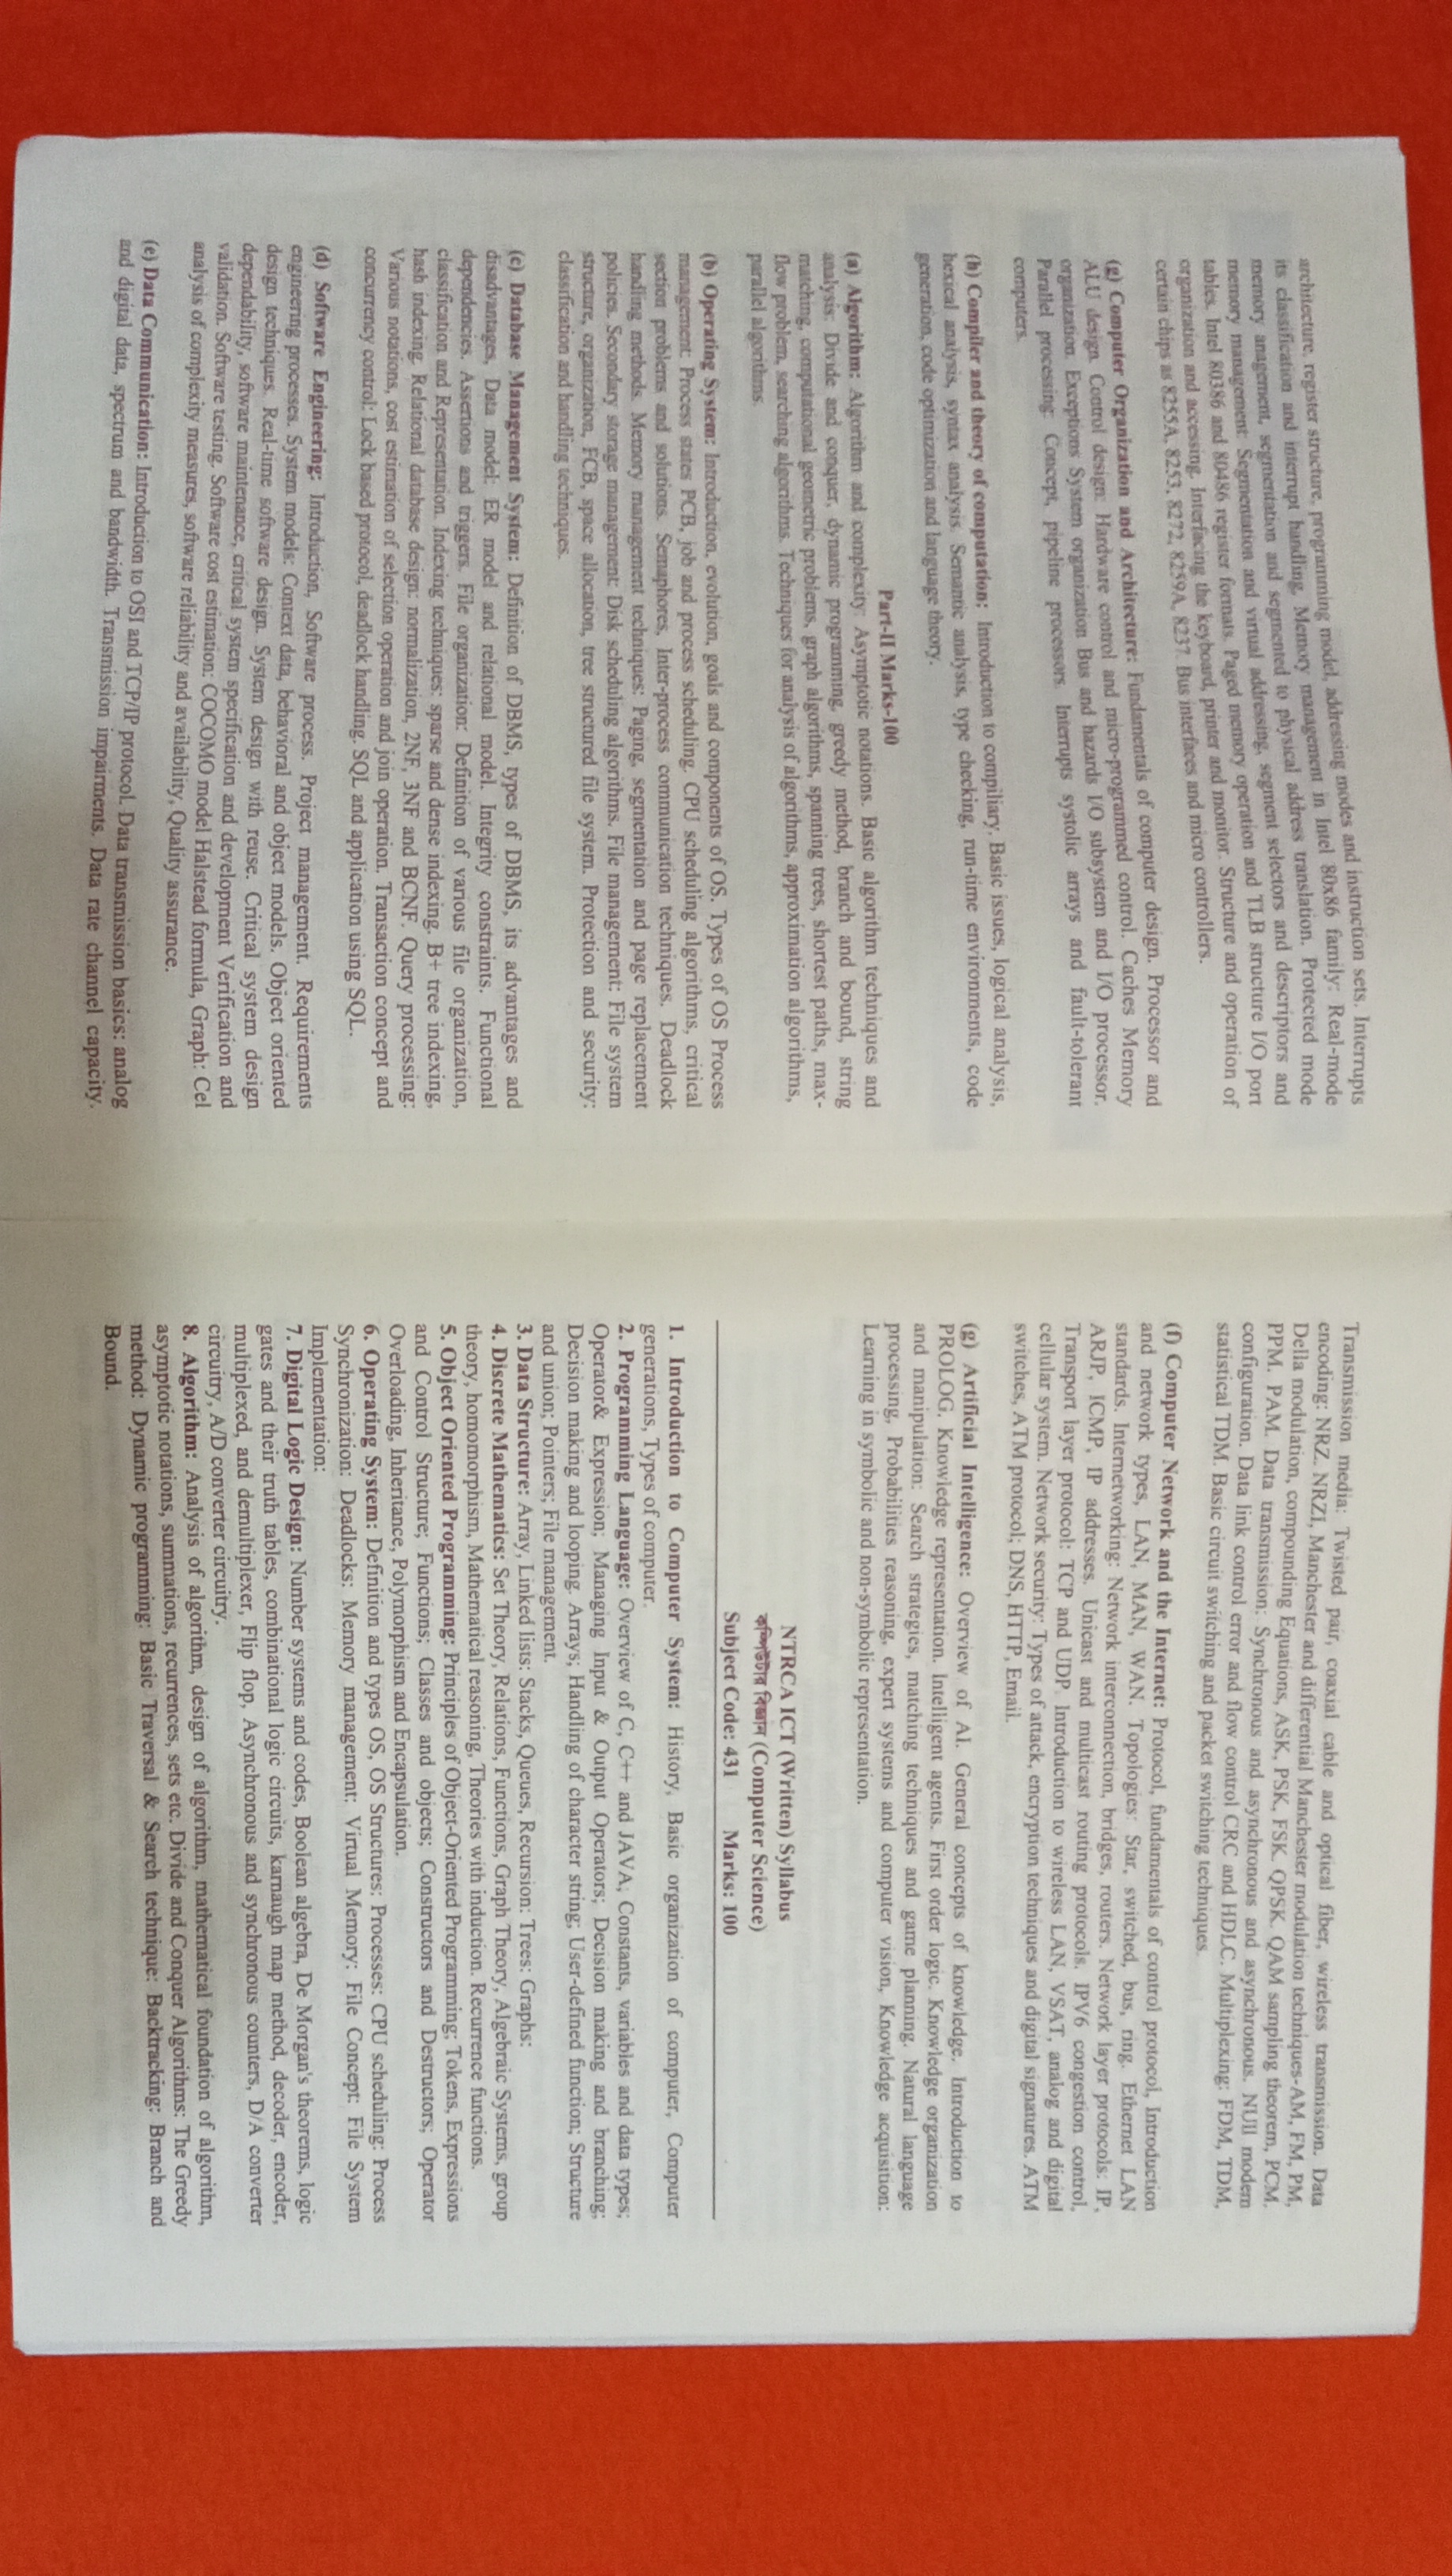 architecture, register structure, programming model, addressing modes and instruction sets. Interrupts
its classification and interrupt handling, Memory management in Intel 80x86 family: Real-mode
memory anagement, segmentation and segmented to physical address translation. Protected mode
memory management: Segmentation and virtual addressing, segment selectors and descriptors and
tables. Intel 80386 and 80486 register formats. Paged memory operation and TLB structure I/O port
organization and accessing. Interfacing the keyboard, printer and monitor. Structure and operation of
certain chips as 8255A, 8253, 8272, 8259A, 8237. Bus interfaces and micro controllers.
(g) Computer Organization and Architecture: Fundamentals of computer design. Processor and
ALU design. Control design: Hardware control and micro-programmed control. Caches Memory
organization. Exceptions System organization Bus and hazards I/O subsystem and I/O processor.
Parallel processing: Concept, pipeline processors. Interrupts systolic arrays and fault-tolerant
computers.
(h) Compiler and theory of computation: Introduction to compiliary. Basic issues, logical analysis,
hexical analysis, syntax analysis. Semantic analysis, type checking, run-time environments, code
generation, code optimization and language theory.
Part-II Marks-100
(a) Algorithm: Algorithm and complexity: Asymptotic notations. Basic algorithm techniques and
analysis: Divide and conquer, dynamic programming, greedy method, branch and bound, string
matching, computational geometric problems, graph algorithms, spanning trees, shortest paths, max-
flow problem, searching algorithms. Techniques for analysis of algorithms, approximation algorithms,
parallel algorithms.
(b) Operating System: Introduction, evolution, goals and components of OS. Types of OS Process
management: Process states PCB, job and process scheduling. CPU scheduling algorithms, critical
section problems and solutions. Semaphores, Inter-process communication techniques. Deadlock
handling methods. Memory management techniques: Paging, segmentation and page replacement
policies. Secondary storage management: Disk scheduling algorithms. File management: File system
structure, organization, FCB, space allocation, tree structured file system. Protection and security:
classification and handling techniques.
(c) Database Management System: Definition of DBMS, types of DBMS, its advantages and
disadvantages, Data model: ER model and relational model. Integrity constraints. Functional
dependencies. Assertions and triggers. File organization: Definition of various file organization,
classification and Representation. Indexing techniques: sparse and dense indexing. B+ tree indexing,
hash indexing. Relational database design: normalization, 2NF, 3NF and BCNF. Query processing:
Various notations, cost estimation of selection operation and join operation. Transaction concept and
concurrency control: Lock based protocol, deadlock handling. SQL and application using SQL.
(d) Software Engineering: Introduction, Software process. Project management. Requirements
engineering processes. System models: Context data, behavioral and object models. Object oriented
design techniques. Real-time software design. System design with reuse. Critical system design
dependability, software maintenance, critical system specification and development Verification and
validation. Software testing. Software cost estimation: COCOMO model Halstead formula, Graph: Cel
analysis of complexity measures, software reliability and availability, Quality assurance.
(e) Data Communication: Introduction to OSI and TCP/IP protocol. Data transmission basics: analog
and digital data, spectrum and bandwidth. Transmission impairments. Data rate channel capacity.
Transmission media: Twisted pair, coaxial cable and optical fiber, wireless transmission. Data
encoding: NRZ. NRZI, Manchester and differential Manchester modulation techniques-AM, FM, PM,
Della modulation, compounding Equations, ASK, PSK, FSK. QPSK. QAM sampling theorem, PCM.
PPM. PAM. Data transmission: Synchronous and asynchronous and asynchronous. NUll modem
configuration. Data link control error and flow control CRC and HDLC. Multiplexing: FDM, TDM,
statistical TDM. Basic circuit switching and packet switching techniques.
(f) Computer Network and the Internet: Protocol, fundamentals of control protocol, Introduction
and network types, LAN, MAN, WAN. Topologies: Star, switched, bus, ring. Ethernet LAN
standards. Internetworking: Network interconnection, bridges, routers. Network layer protocols: IP,
ARJP, ICMP, IP addresses. Unicast and multicast routing protocols. IPV6 congestion control,
Transport layer protocol: TCP and UDP. Introduction to wireless LAN, VSAT, analog and digital
cellular system. Network security: Types of attack, encryption techniques and digital signatures. ATM
switches, ATM protocol; DNS, HTTP, Email.
(g) Artificial Intelligence: Overview of AI. General concepts of knowledge. Introduction to
PROLOG. Knowledge representation. Intelligent agents. First order logic. Knowledge organization
and manipulation: Search strategies, matching techniques and game planning. Natural language
processing, Probabilities reasoning, expert systems and computer vision, Knowledge acquisition:
Learning in symbolic and non-symbolic representation.
NTRCA ICT (Written) Syllabus
কম্পিউটার বিজ্ঞান (Computer Science)
Subject Code: 431 Marks: 100
1. Introduction to Computer System: History, Basic organization of computer, Computer
generations, Types of computer.
2. Programming Language: Overview of C, C++ and JAVA, Constants, variables and data types;
Operator& Expression; Managing Input & Output Operators; Decision making and branching;
Decision making and looping. Arrays; Handling of character string; User-defined function; Structure
and union; Pointers; File management.
3. Data Structure: Array, Linked lists: Stacks, Queues, Recursion: Trees: Graphs:
4. Discrete Mathematics: Set Theory, Relations, Functions, Graph Theory, Algebraic Systems, group
theory, homomorphism, Mathematical reasoning, Theories with induction. Recurrence functions.
5. Object Oriented Programming: Principles of Object-Oriented Programming; Tokens, Expressions
and Control Structure; Functions; Classes and objects; Constructors and Destructors; Operator
Overloading, Inheritance, Polymorphism and Encapsulation.
6. Operating System: Definition and types OS, OS Structures: Processes: CPU scheduling: Process
Synchronization: Deadlocks: Memory management: Virtual Memory: File Concept: File System
Implementation:
7. Digital Logic Design: Number systems and codes, Boolean algebra, De Morgan's theorems, logic
gates and their truth tables, combinational logic circuits, karnaugh map method, decoder, encoder,
multiplexed, and demultiplexer, Flip flop, Asynchronous and synchronous counters, D/A converter
circuitry, A/D converter circuitry.
8. Algorithm: Analysis of algorithm, design of algorithm, mathematical foundation of algorithm,
asymptotic notations, summations, recurrences, sets etc. Divide and Conquer Algorithms: The Greedy
method: Dynamic programming: Basic Traversal & Search technique: Backtracking: Branch and
Bound.